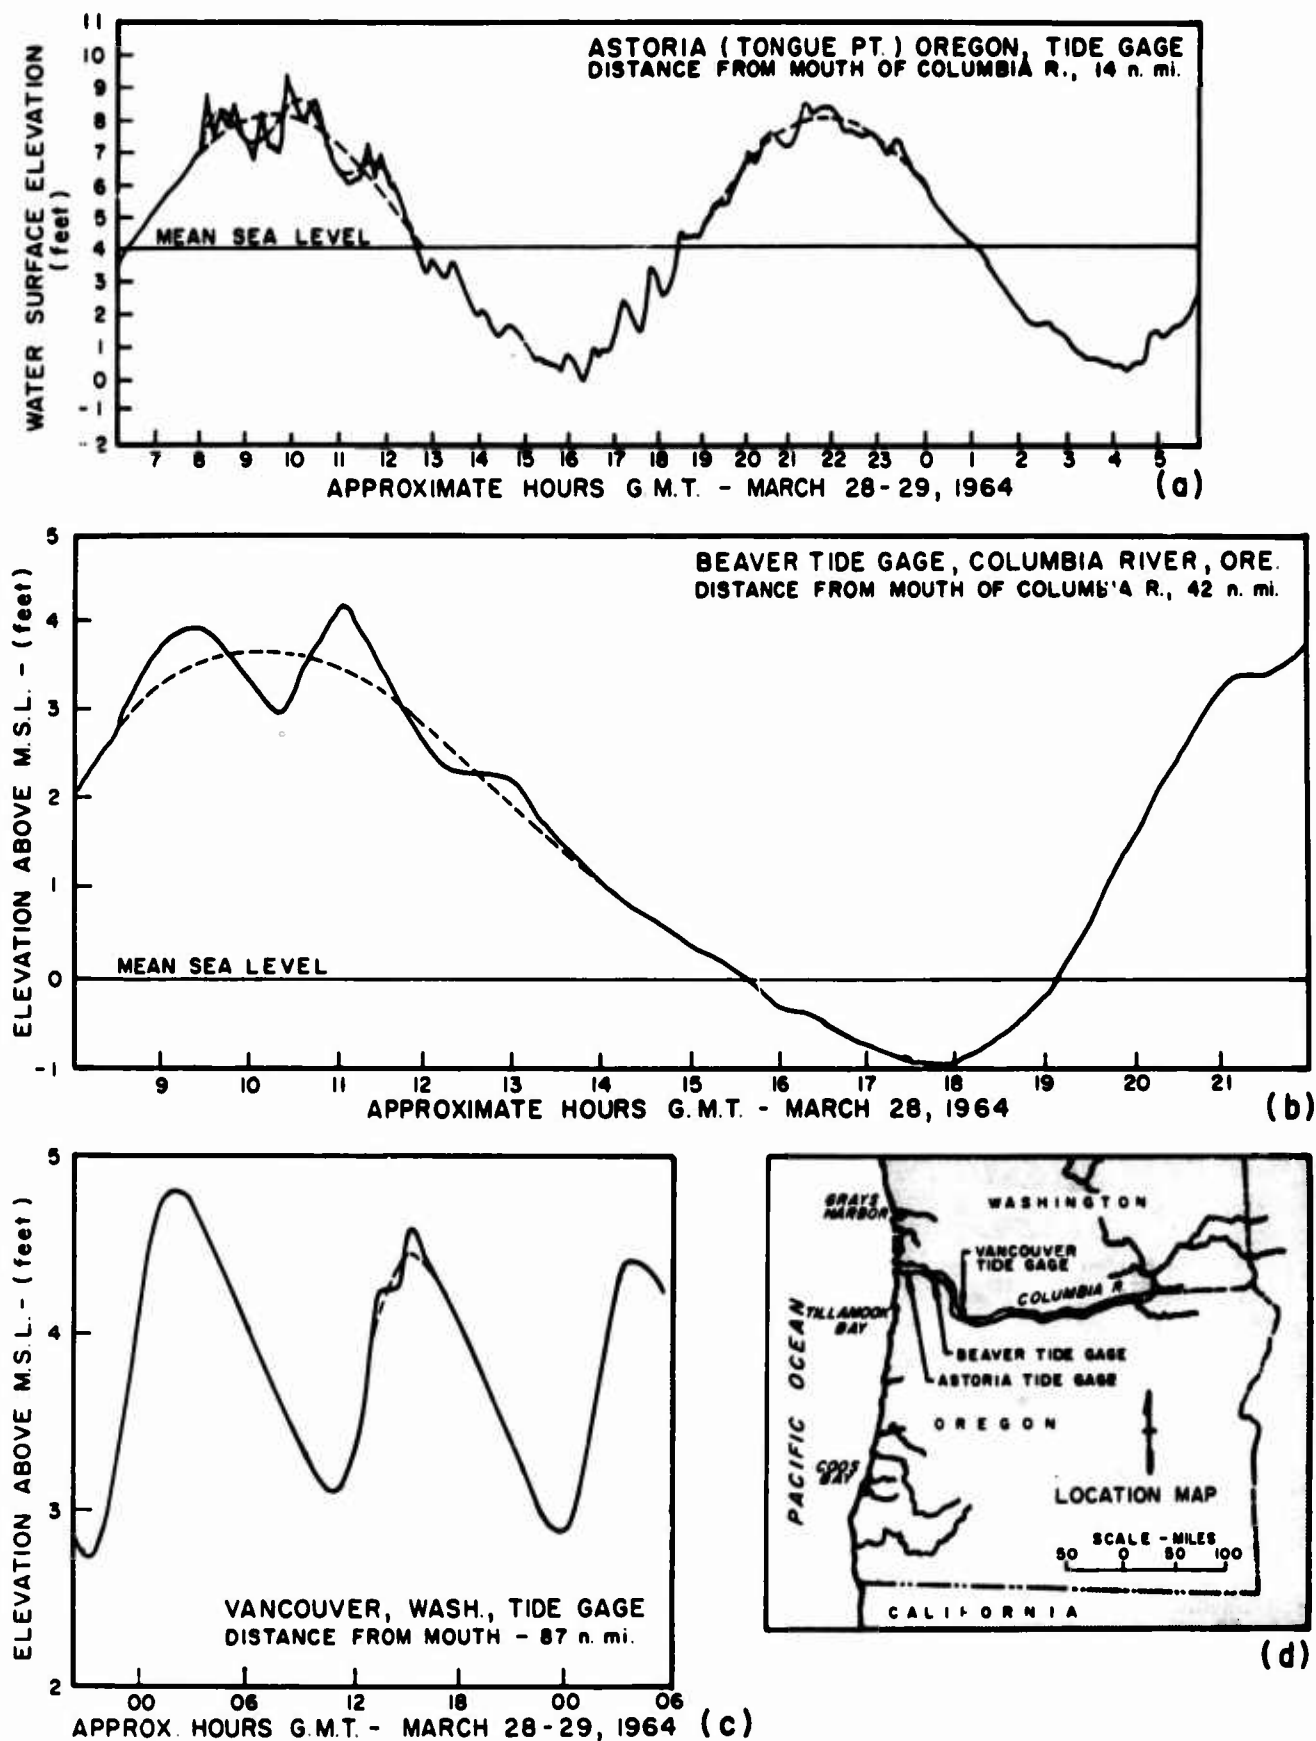 ASTORIA (TONGUE PT.) OREGON, TIDE GAGE
DISTANCE FROM MOUTH OF COLUMBIA R., 14 n. mi.
WATER SURFACE ELEVATION
(feet)
11
10
9
8
7
6
5
4
3
2
1
0
-1
-2
MEAN SEA LEVEL
7 8 9 10 11 12 13 14 15 16 17 18 19 20 21 22 23 0 1 2 3 4 5
APPROXIMATE HOURS G.M.T. - MARCH 28-29, 1964
(a)
BEAVER TIDE GAGE, COLUMBIA RIVER, ORE.
DISTANCE FROM MOUTH OF COLUMBIA R., 42 n. mi.
ELEVATION ABOVE M.S.L. - (feet)
5
4
3
2
1
0
-1
MEAN SEA LEVEL
9 10 11 12 13 14 15 16 17 18 19 20 21
APPROXIMATE HOURS G.M.T. - MARCH 28, 1964
(b)
ELEVATION ABOVE M.S.L. - (feet)
5
4
3
2
VANCOUVER, WASH., TIDE GAGE
DISTANCE FROM MOUTH - 87 n. mi.
00 06 12 18 00 06
APPROX. HOURS G.M.T. - MARCH 28-29, 1964 (c)
GRAYS
HARBOR
WASHINGTON
VANCOUVER
TIDE GAGE
COLUMBIA R
TILLAMOOK
BAY
BEAVER TIDE GAGE
ASTORIA TIDE GAGE
PACIFIC OCEAN
OREGON
COOS
BAY
LOCATION MAP
SCALE - MILES
50 0 50 100
CALIFORNIA
(d)